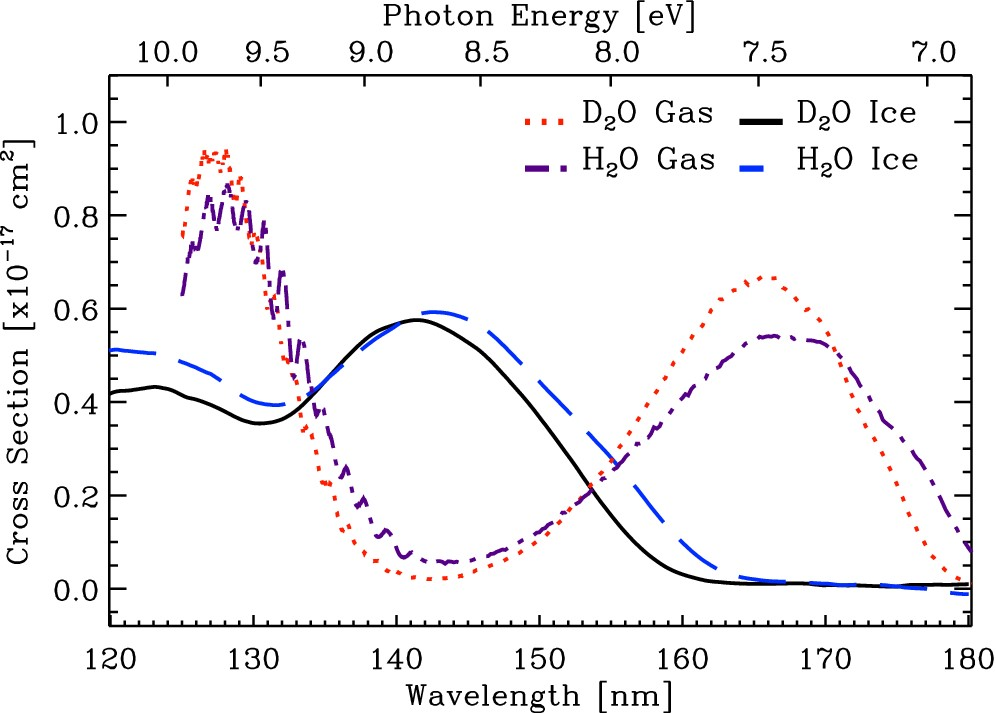 Photon Energy [eV]
10.0 9.5 9.0 8.5 8.0 7.5 7.0
D₂O Gas D₂O Ice
H₂O Gas H₂O Ice
Cross Section [x10⁻¹⁷ cm²]
1.0
0.8
0.6
0.4
0.2
0.0
120 130 140 150 160 170 180
Wavelength [nm]